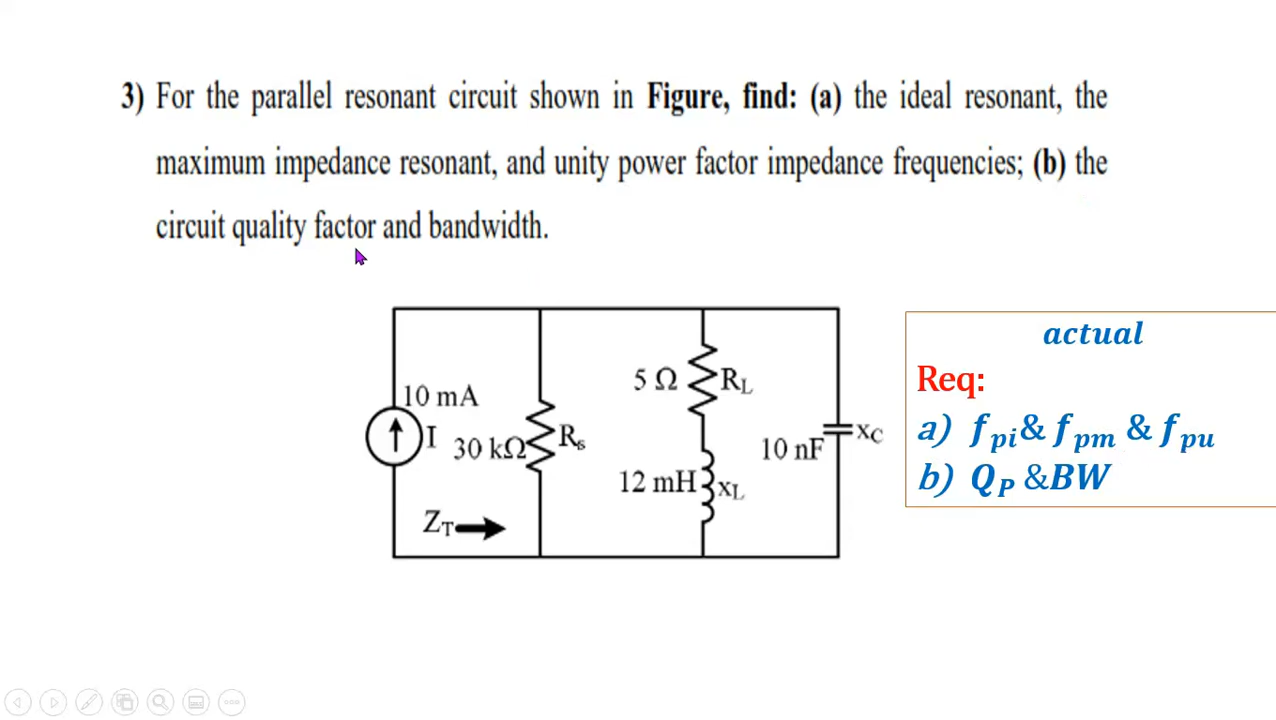 3) For the parallel resonant circuit shown in Figure, find: (a) the ideal resonant, the
maximum impedance resonant, and unity power factor impedance frequencies; (b) the
circuit quality factor and bandwidth.
10 mA
I
30 kΩ
Rs
ZT
5 Ω
RL
12 mH
XL
10 nF
XC
actual
Req:
a) fpi& fpm & fpu
b) QP &BW